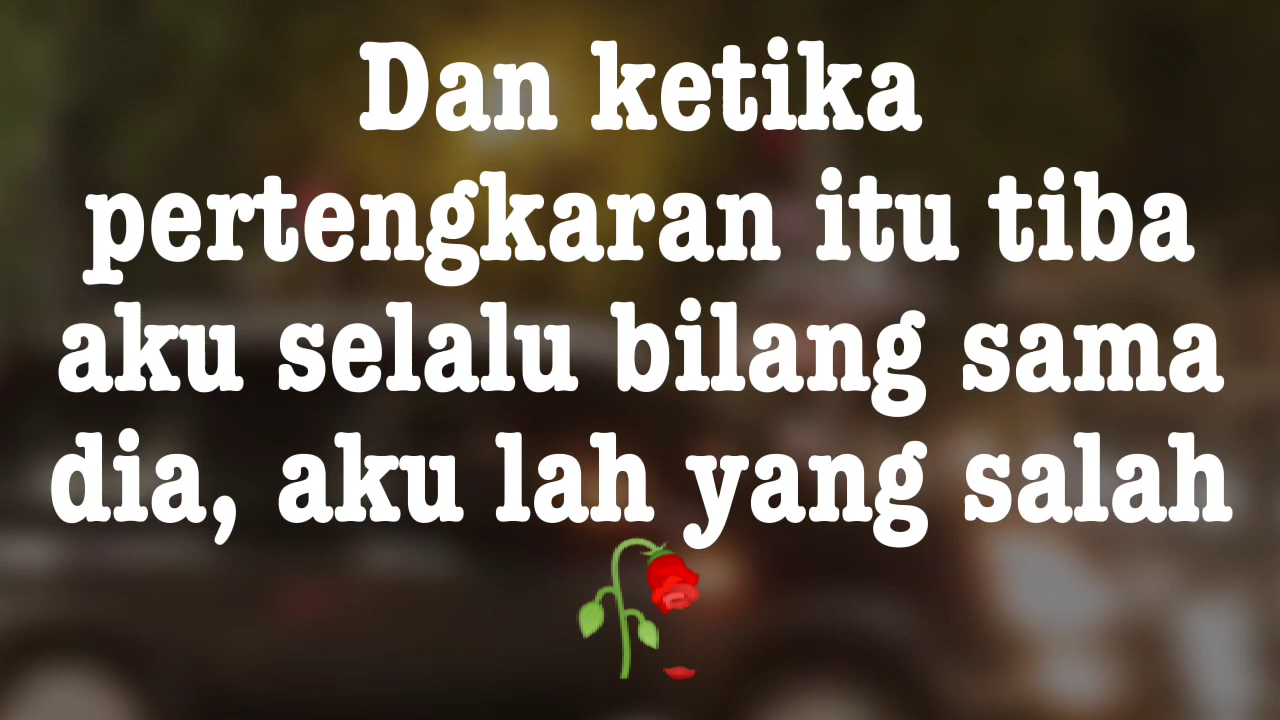 Dan ketika
pertengkaran itu tiba
aku selalu bilang sama
dia, aku lah yang salah
🥀